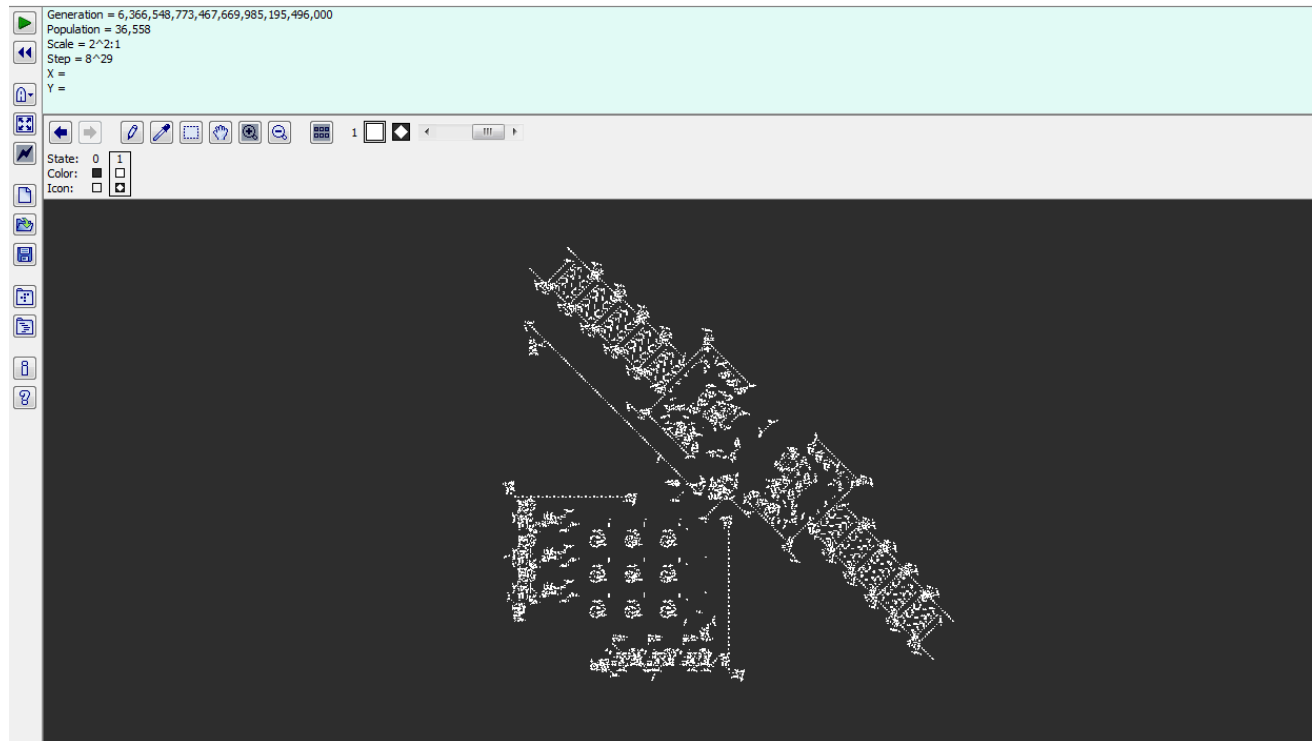 Generation = 6,366,548,773,467,669,985,195,496,000
Population = 36,558
Scale = 2^2:1
Step = 8^29
X =
Y =
1
State: 0 1
Color:
Icon: